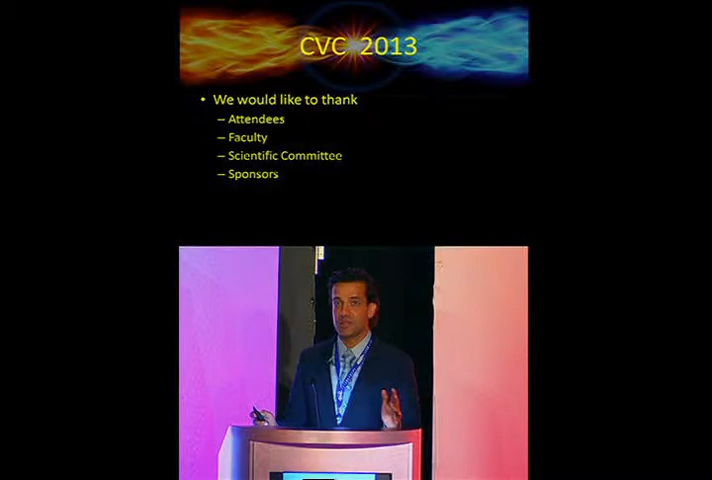 CVC 2013
• We would like to thank
– Attendees
– Faculty
– Scientific Committee
– Sponsors